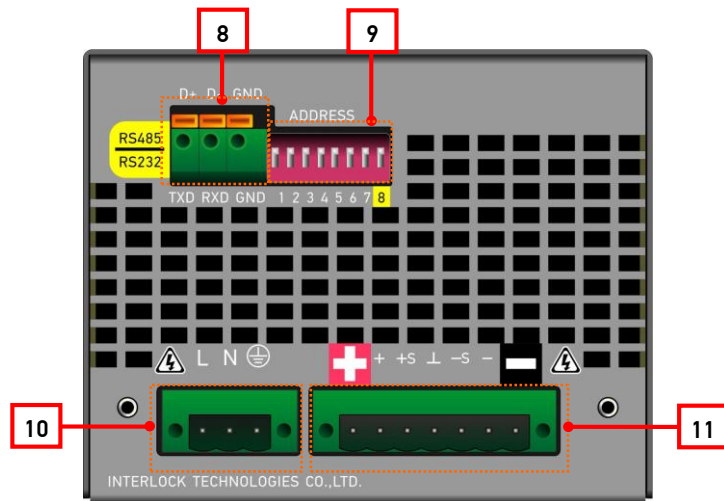 8
9
D+ D- GND
ADDRESS
RS485
RS232
TXD RXD GND 1 2 3 4 5 6 7 8
L N
+ + +S ⊥ -S - -
10
11
INTERLOCK TECHNOLOGIES CO.,LTD.